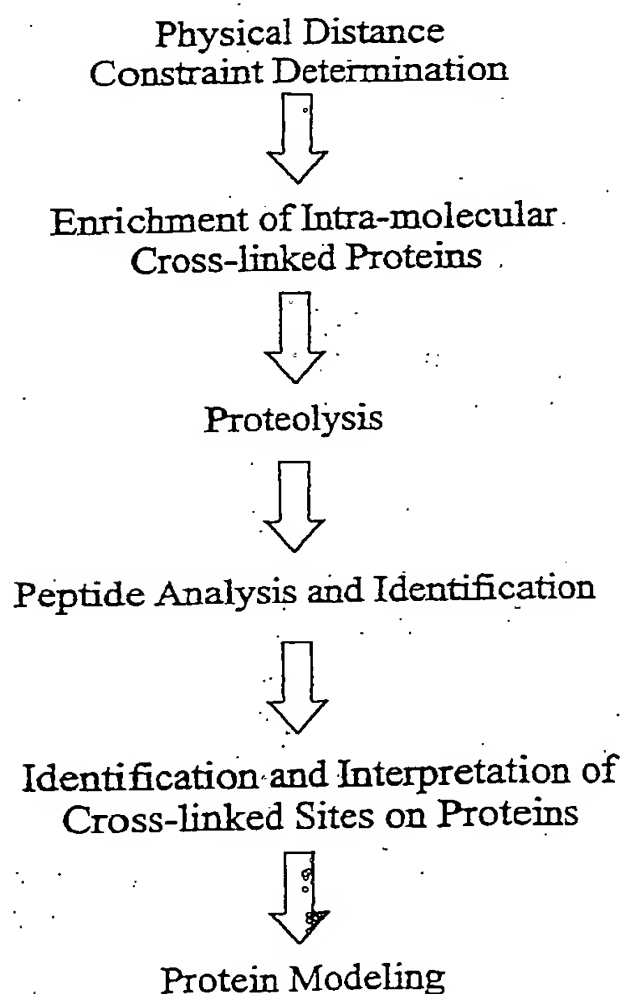 Physical Distance
Constraint Determination
Enrichment of Intra-molecular
Cross-linked Proteins
Proteolysis
Peptide Analysis and Identification
Identification and Interpretation of
Cross-linked Sites on Proteins
Protein Modeling